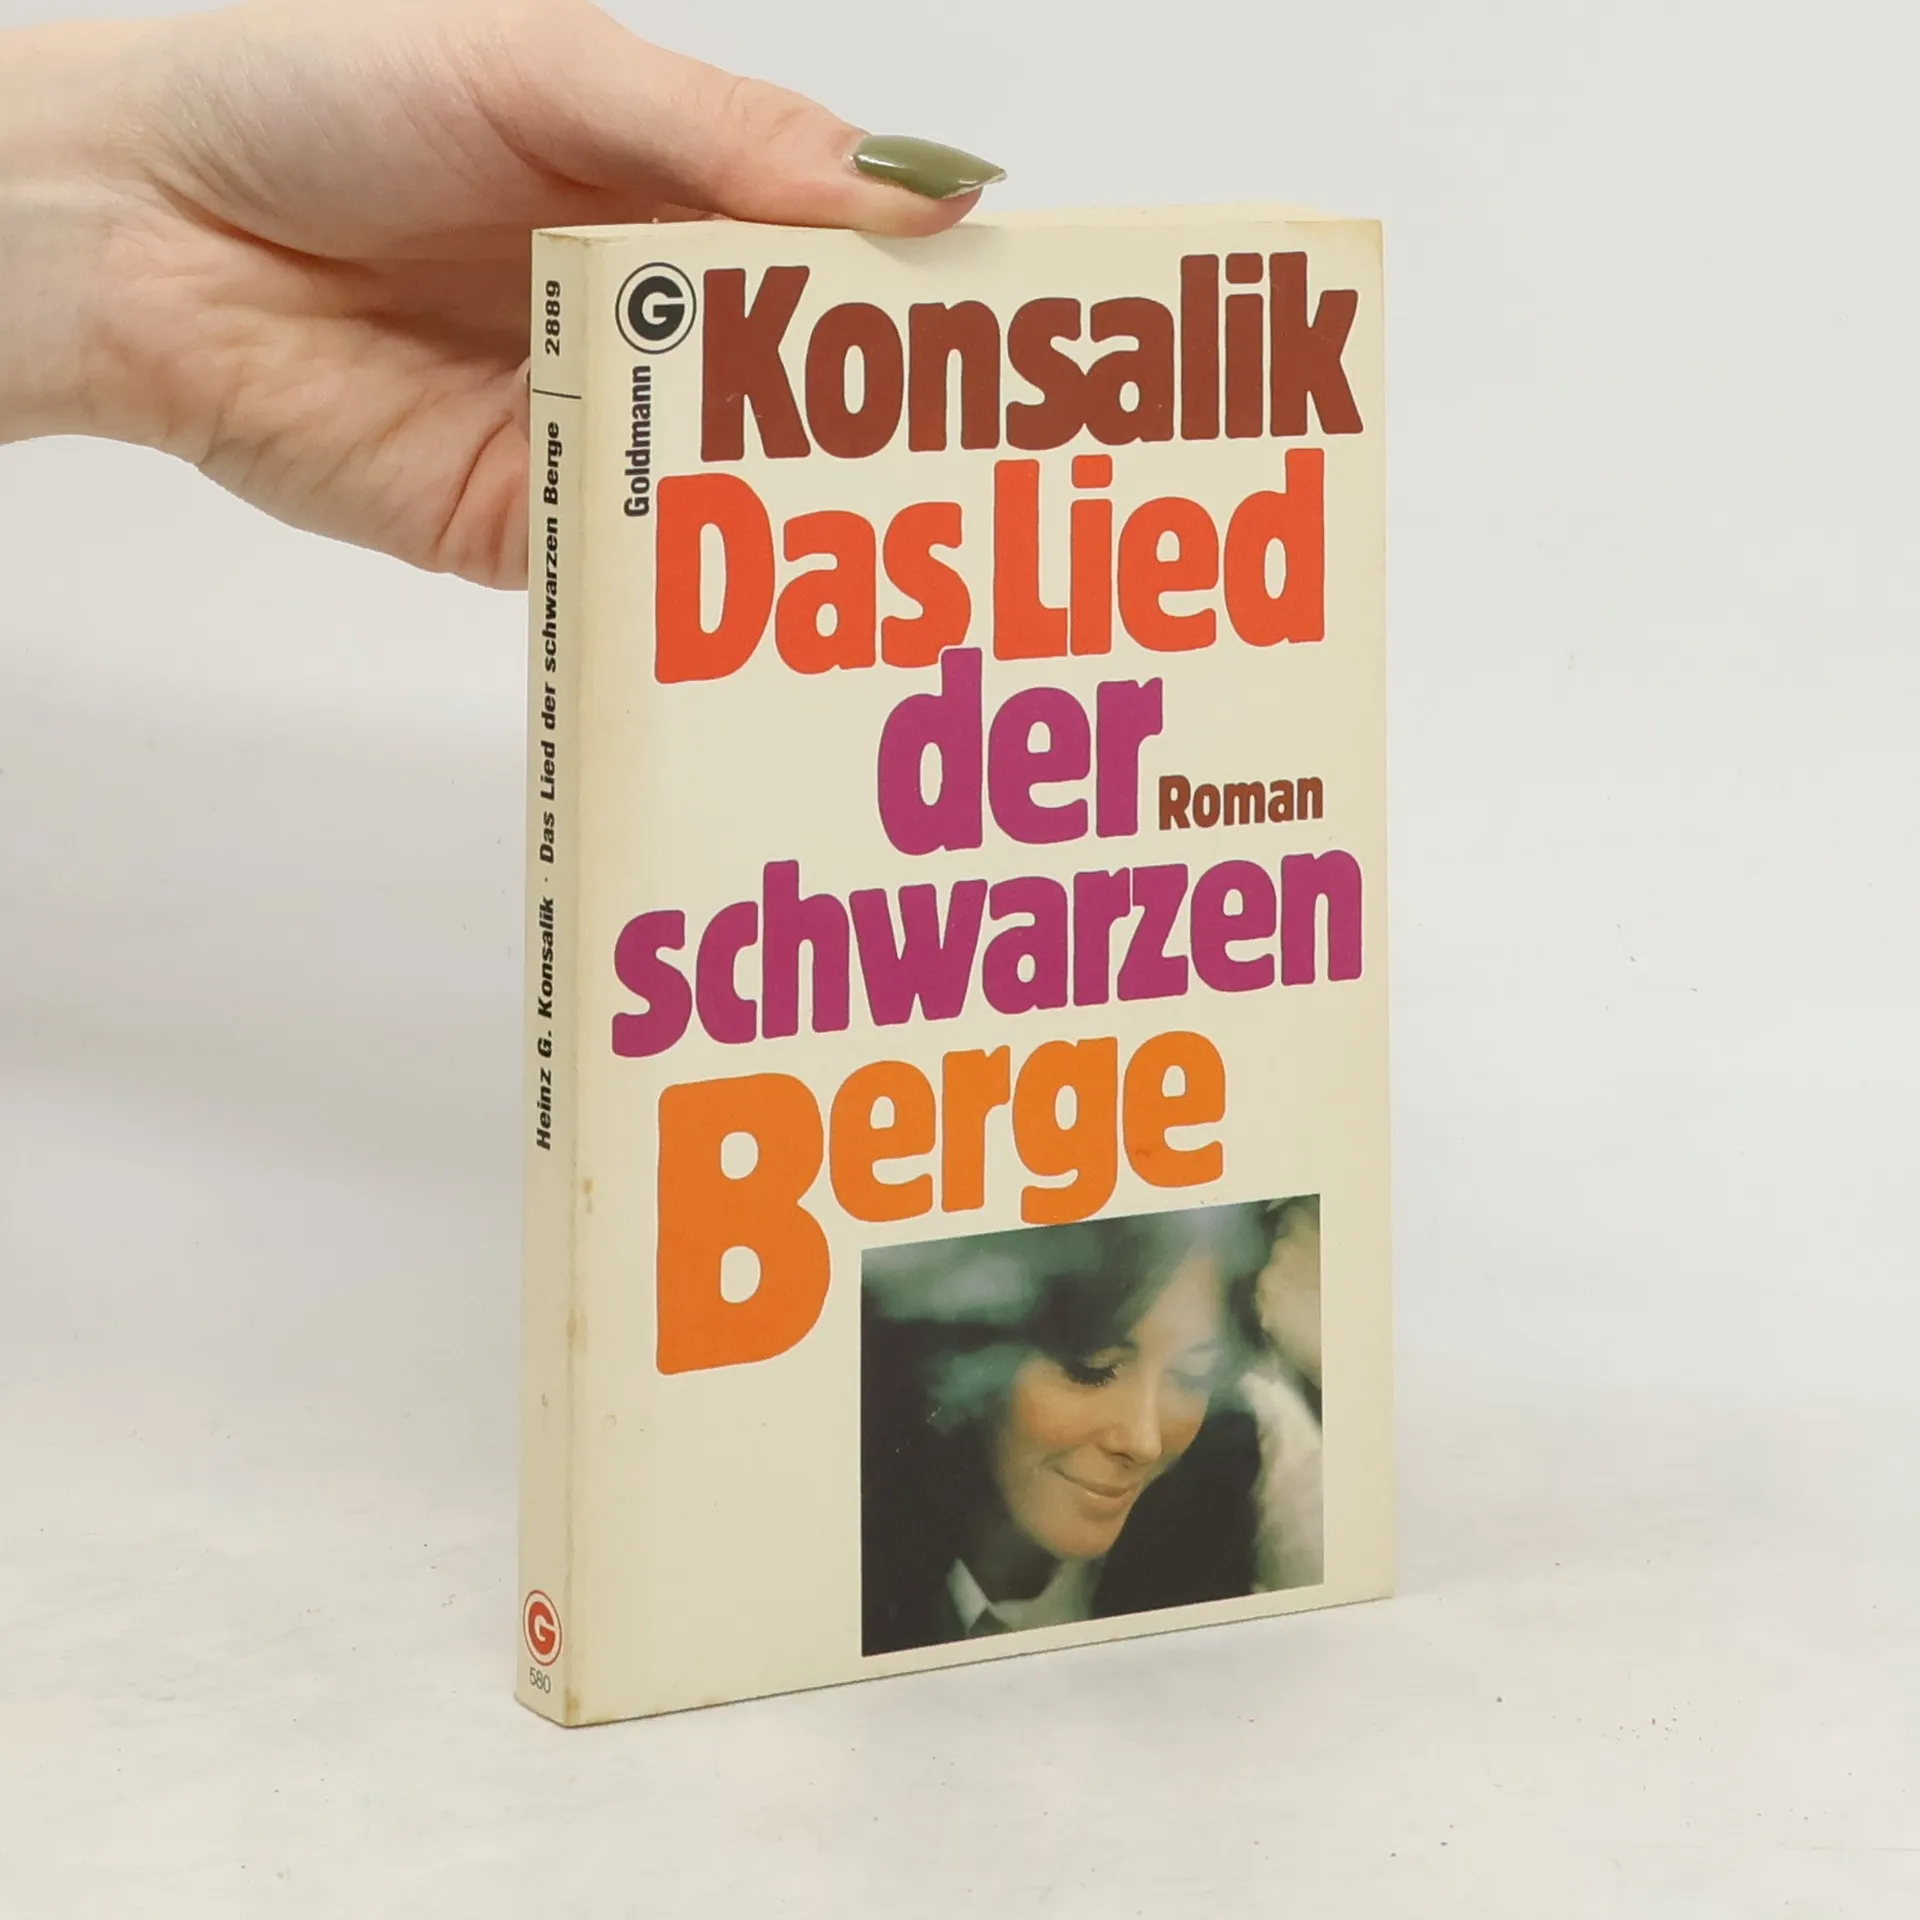 2889
Heinz G. Konsalik · Das Lied der schwarzen Berge
G
580
G
Goldmann
Konsalik
Das Lied
der
Roman
schwarzen
Berge